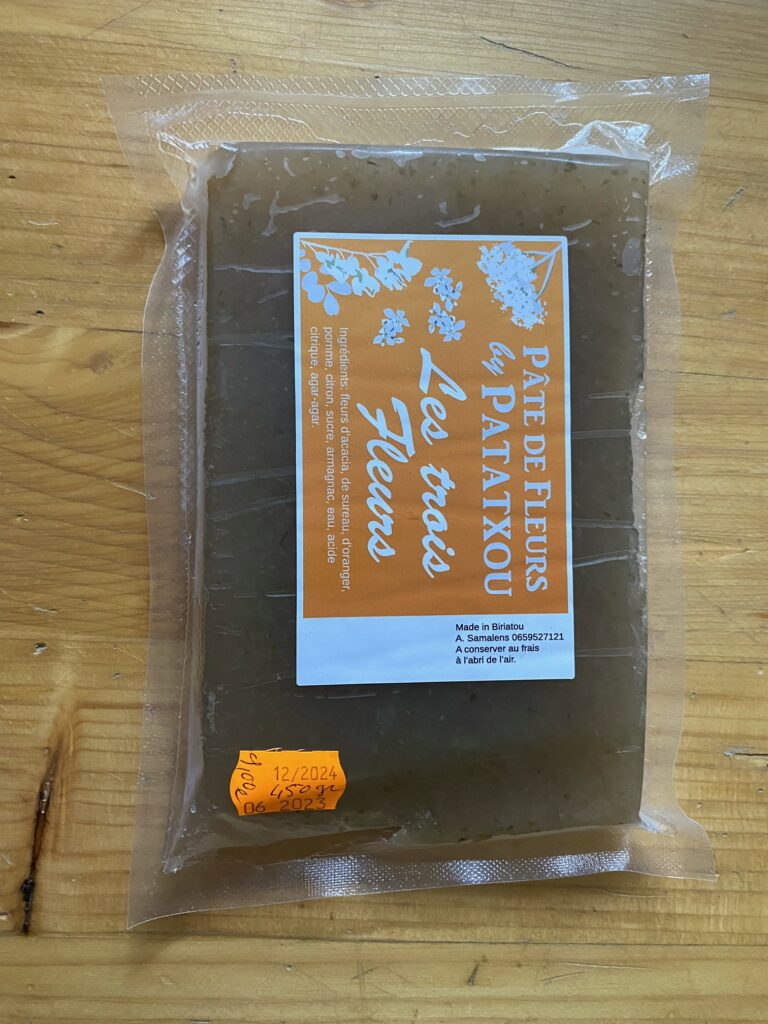 PÂTE DE FLEURS
by PATATXOU
Les trois
Fleurs
Ingrédients: fleurs d'acacia, de sureau, d'oranger,
pomme, citron, sucre, armagnac, eau, acide
citrique, agar-agar.
Made in Biriatou
A. Samalens 0659527121
A conserver au frais
à l'abri de l'air.
9,00€
12/2024
450 gr
06 2023